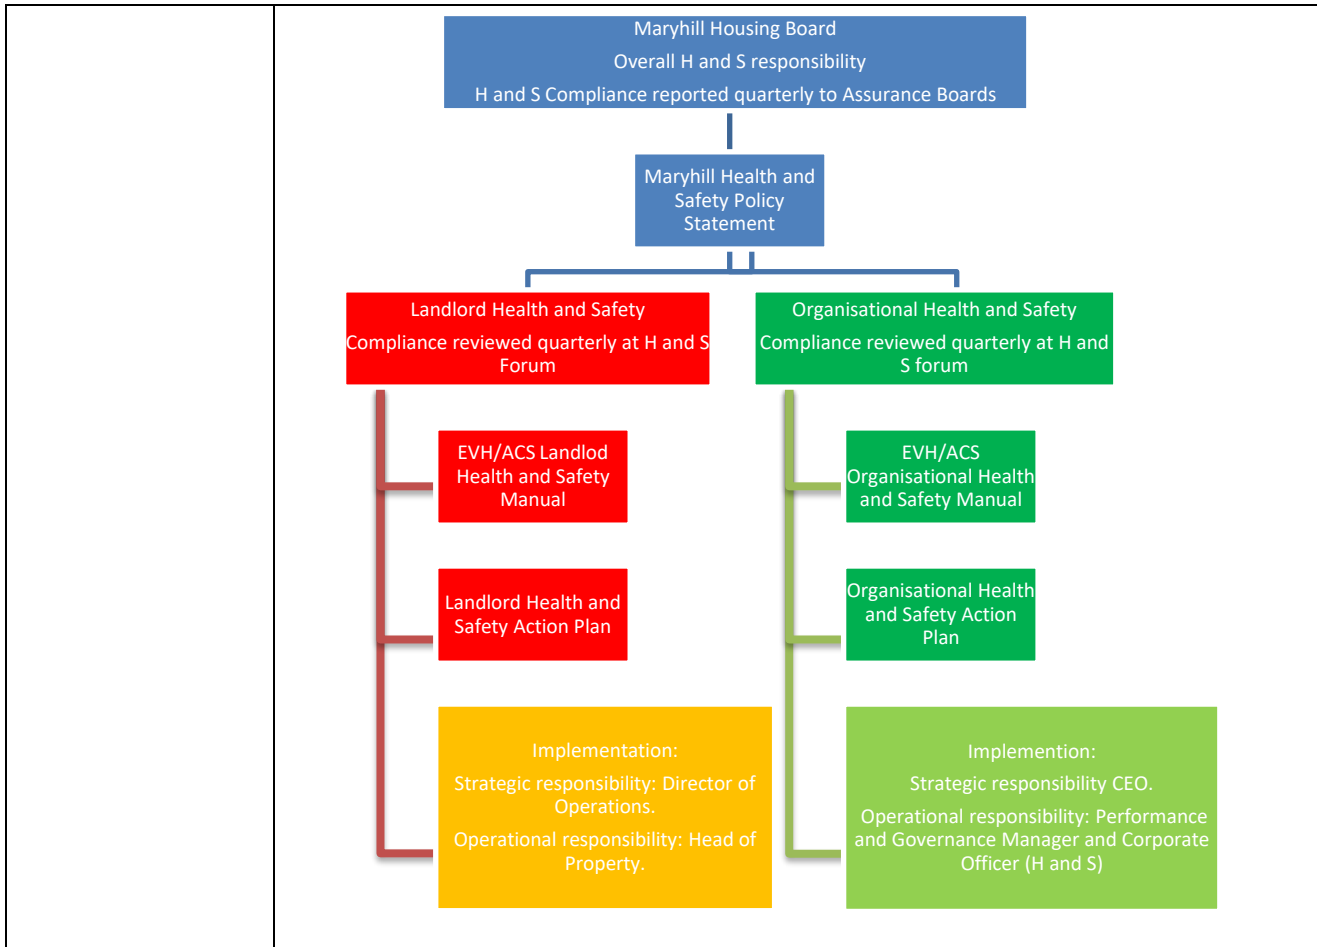 Maryhill Housing Board
Overall H and S responsibility
H and S Compliance reported quarterly to Assurance Boards
Maryhill Health and
Safety Policy
Statement
Landlord Health and Safety
Compliance reviewed quarterly at H and S
Forum
Organisational Health and Safety
Compliance reviewed quarterly at H and
S forum
EVH/ACS Landlod
Health and Safety
Manual
EVH/ACS
Organisational Health
and Safety Manual
Landlord Health and
Safety Action Plan
Organisational Health
and Safety Action
Plan
Implementation:
Strategic responsibility: Director of
Operations.
Operational responsibility: Head of
Property.
Implemention:
Strategic responsibility CEO.
Operational responsibility: Performance
and Governance Manager and Corporate
Officer (H and S)